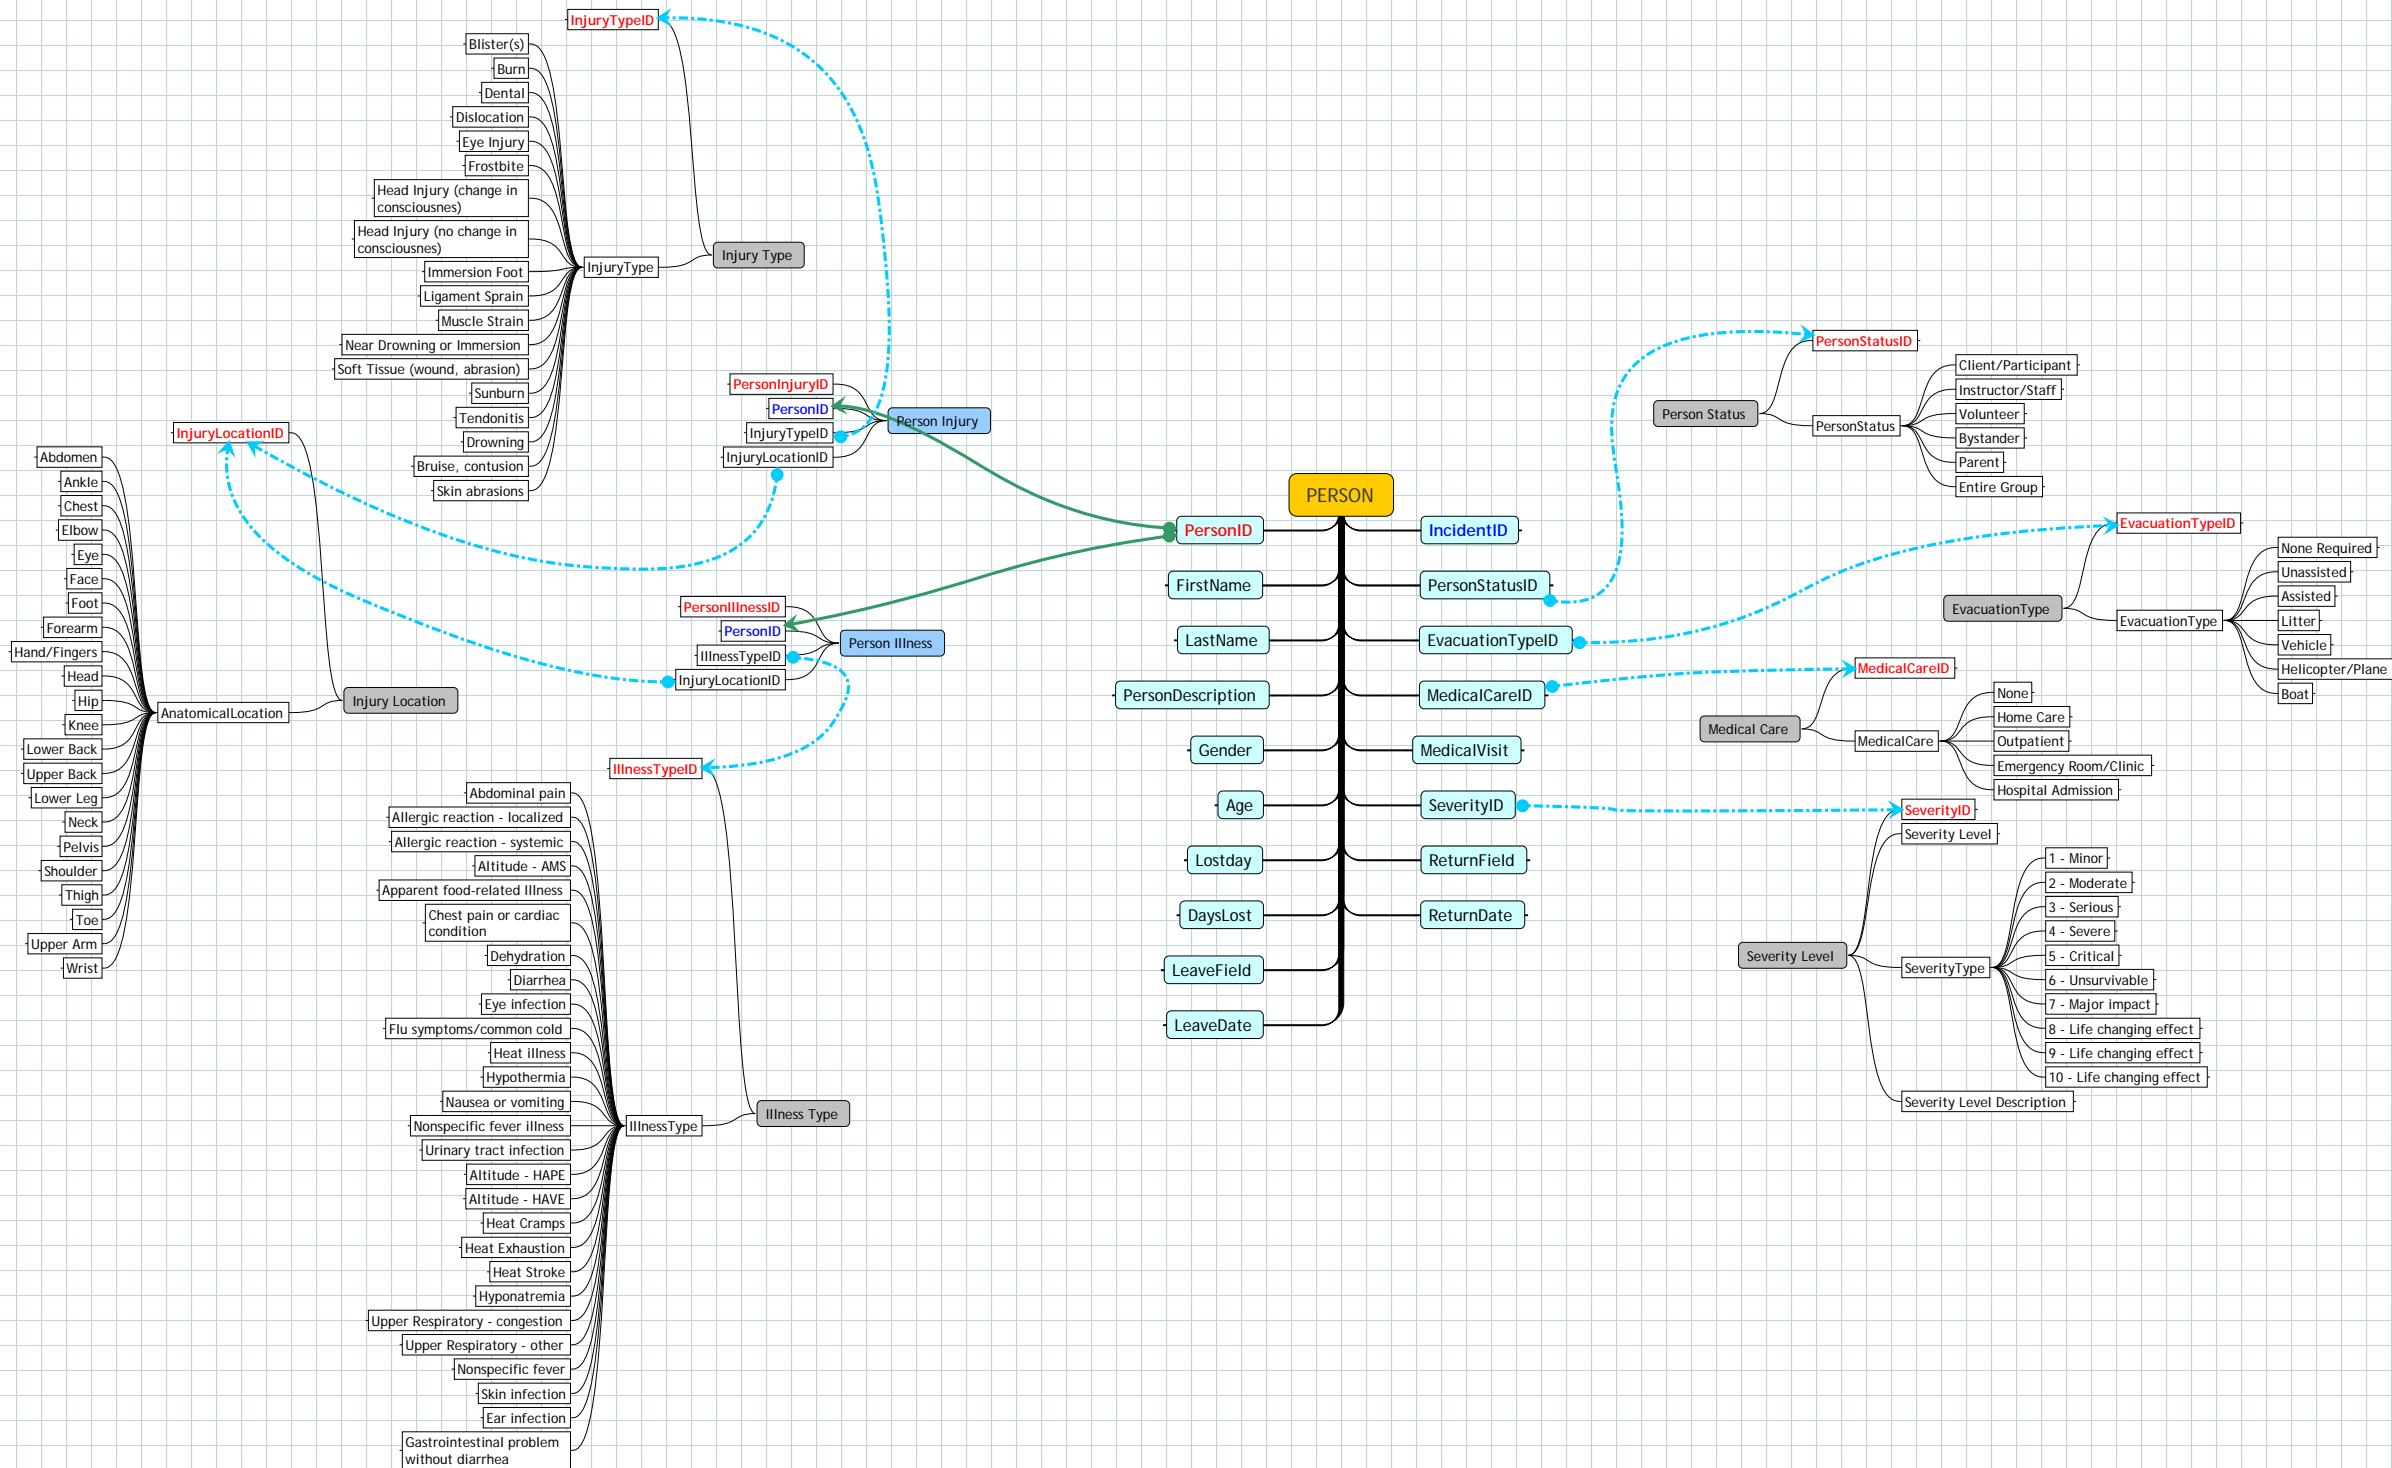 InjuryTypeID
Blister(s)
Burn
Dental
Dislocation
Eye Injury
Frostbite
Head Injury (change in
consciousnes)
Head Injury (no change in
consciousnes)
Immersion Foot
Ligament Sprain
Muscle Strain
Near Drowning or Immersion
Soft Tissue (wound, abrasion)
Sunburn
Tendonitis
Drowning
Bruise, contusion
Skin abrasions
InjuryType
Injury Type
PersonInjuryID
PersonID
InjuryTypeID
InjuryLocationID
Person Injury
InjuryLocationID
Abdomen
Ankle
Chest
Elbow
Eye
Face
Foot
Forearm
Hand/Fingers
Head
Hip
Knee
Lower Back
Upper Back
Lower Leg
Neck
Pelvis
Shoulder
Thigh
Toe
Upper Arm
Wrist
AnatomicalLocation
Injury Location
PersonIllnessID
PersonID
IllnessTypeID
InjuryLocationID
Person Illness
IllnessTypeID
Abdominal pain
Allergic reaction - localized
Allergic reaction - systemic
Altitude - AMS
Apparent food-related Illness
Chest pain or cardiac
condition
Dehydration
Diarrhea
Eye infection
Flu symptoms/common cold
Heat illness
Hypothermia
Nausea or vomiting
Nonspecific fever illness
Urinary tract infection
Altitude - HAPE
Altitude - HAVE
Heat Cramps
Heat Exhaustion
Heat Stroke
Hyponatremia
Upper Respiratory - congestion
Upper Respiratory - other
Nonspecific fever
Skin infection
Ear infection
Gastrointestinal problem
without diarrhea
IllnessType
Illness Type
PERSON
PersonID
FirstName
LastName
PersonDescription
Gender
Age
Lostday
DaysLost
LeaveField
LeaveDate
IncidentID
PersonStatusID
EvacuationTypeID
MedicalCareID
MedicalVisit
SeverityID
ReturnField
ReturnDate
PersonStatusID
Person Status
PersonStatus
Client/Participant
Instructor/Staff
Volunteer
Bystander
Parent
Entire Group
EvacuationTypeID
EvacuationType
EvacuationType
None Required
Unassisted
Assisted
Litter
Vehicle
Helicopter/Plane
Boat
MedicalCareID
Medical Care
MedicalCare
None
Home Care
Outpatient
Emergency Room/Clinic
Hospital Admission
SeverityID
Severity Level
Severity Level
SeverityType
1 - Minor
2 - Moderate
3 - Serious
4 - Severe
5 - Critical
6 - Unsurvivable
7 - Major impact
8 - Life changing effect
9 - Life changing effect
10 - Life changing effect
Severity Level Description